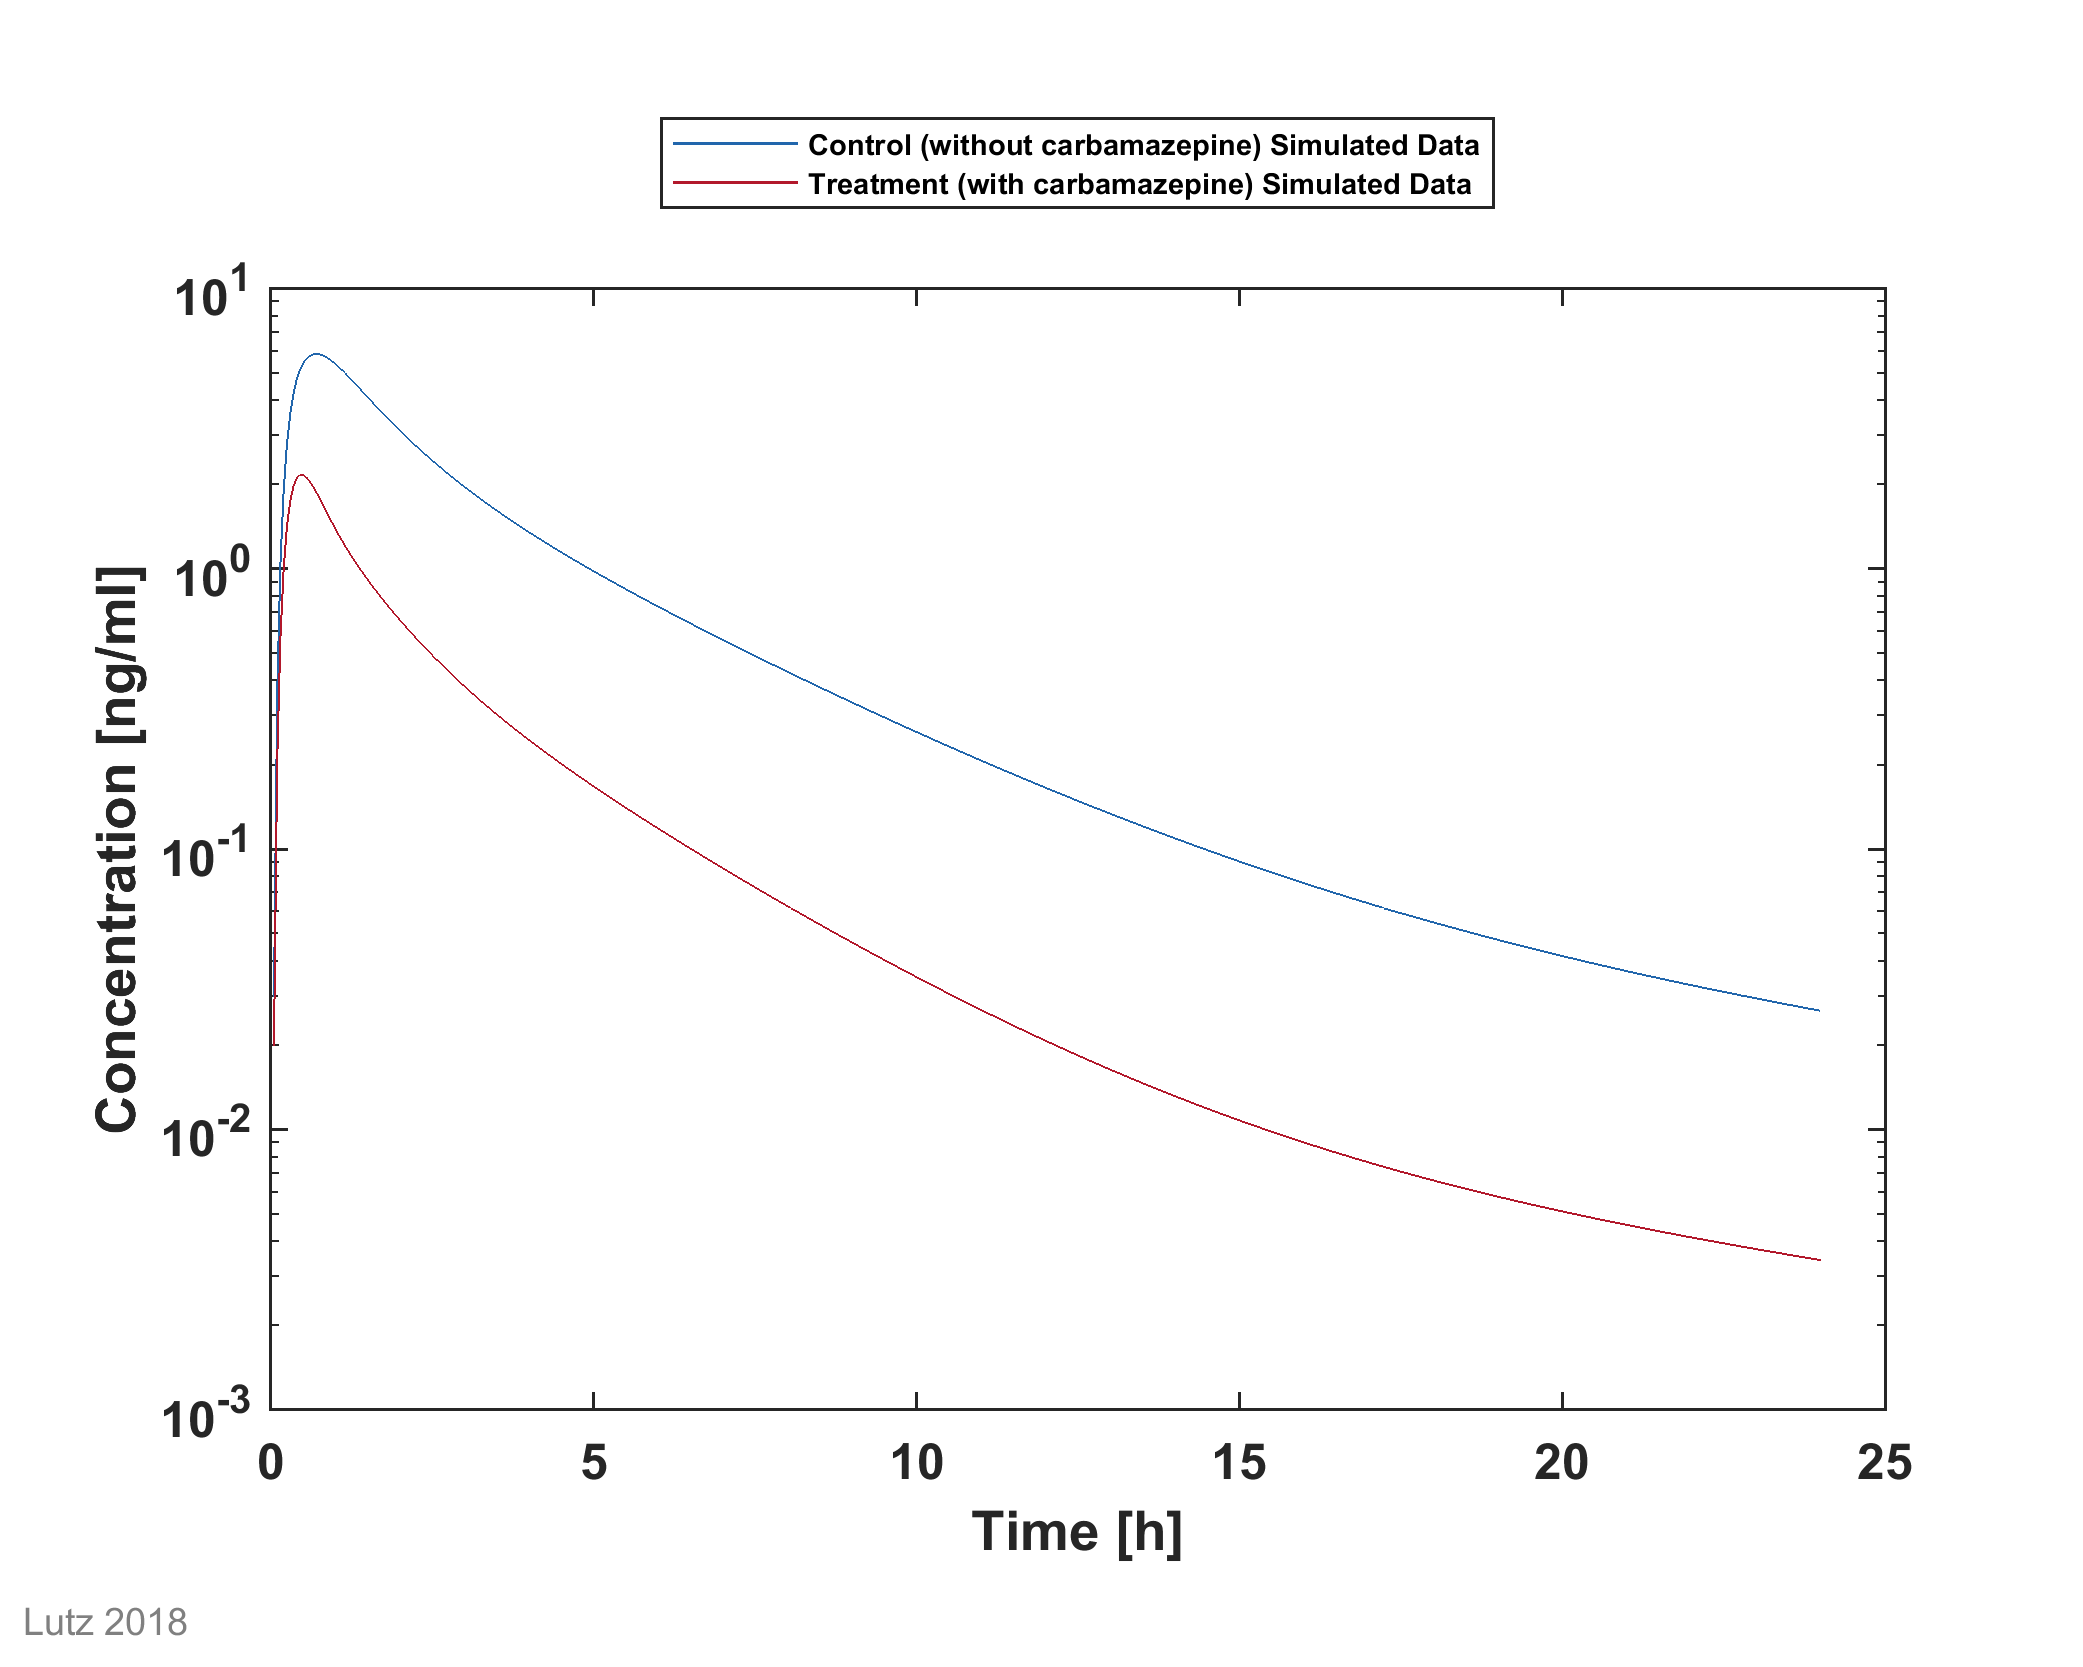 Control (without carbamazepine) Simulated Data
Treatment (with carbamazepine) Simulated Data
10^1
10^0
10^-1
10^-2
10^-3
Concentration [ng/ml]
0 5 10 15 20 25
Time [h]
Lutz 2018